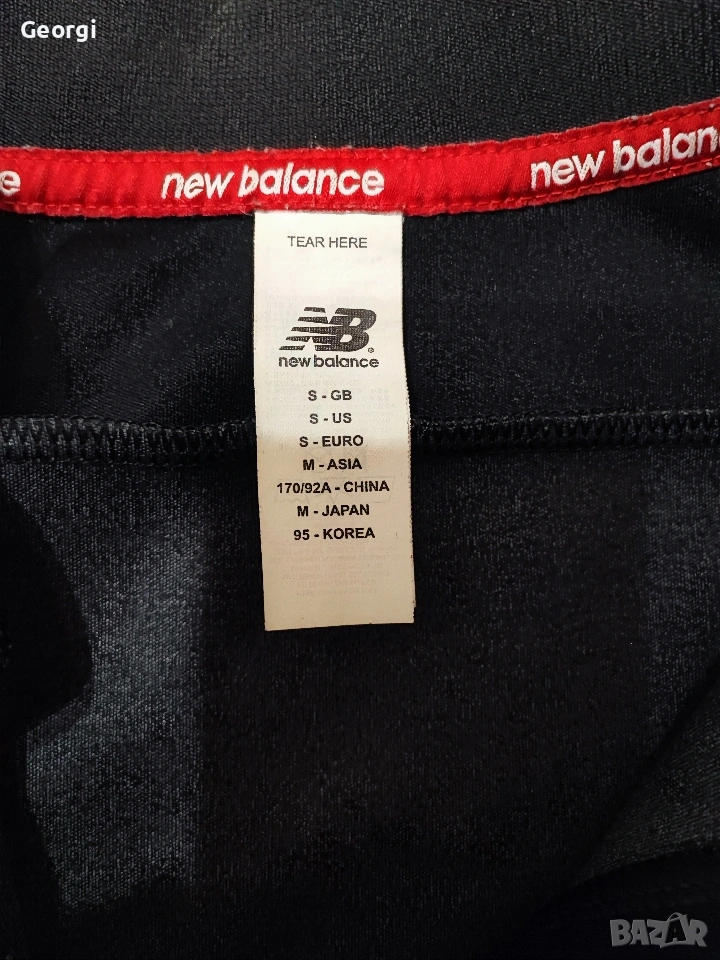 Georgi
new balance
new balan
TEAR HERE
NB
new balance
S - GB
S - US
S - EURO
M - ASIA
170/92A - CHINA
M - JAPAN
95 - KOREA
BAZAR